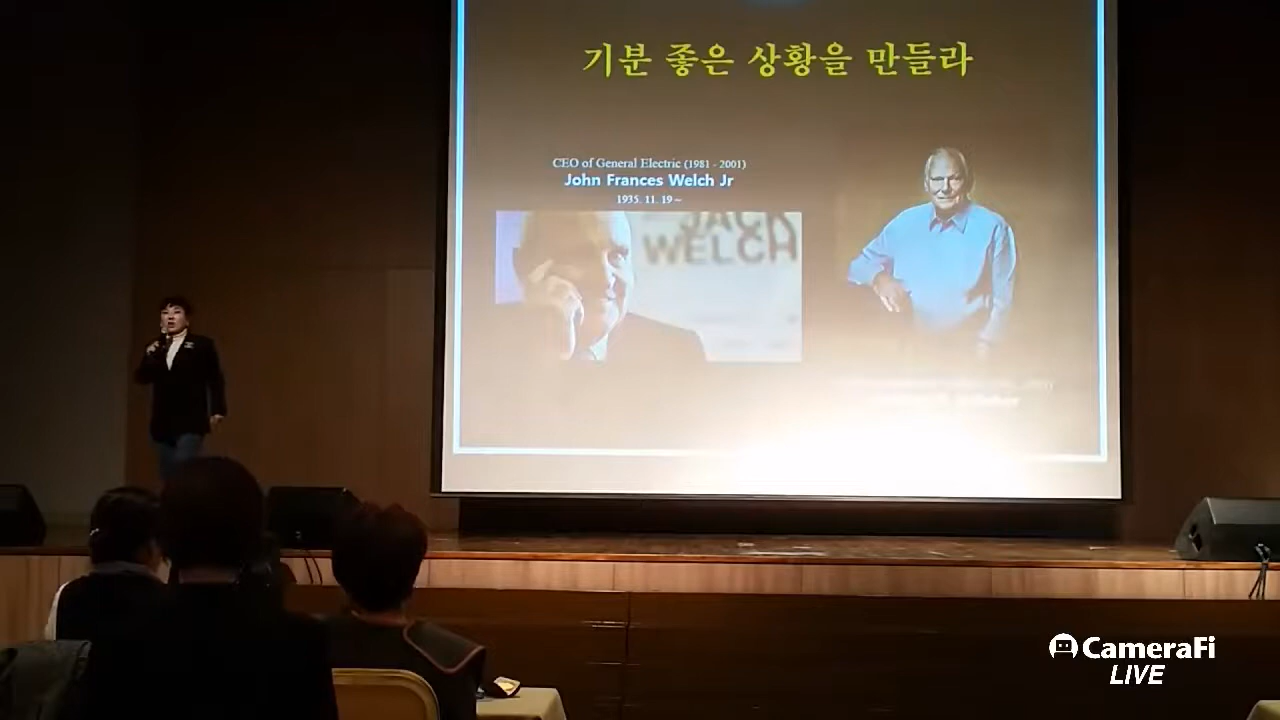 기분 좋은 상황을 만들라
CEO of General Electric (1981 - 2001)
John Frances Welch Jr
1935. 11. 19 ~
JACK
WELCH
CameraFi
LIVE